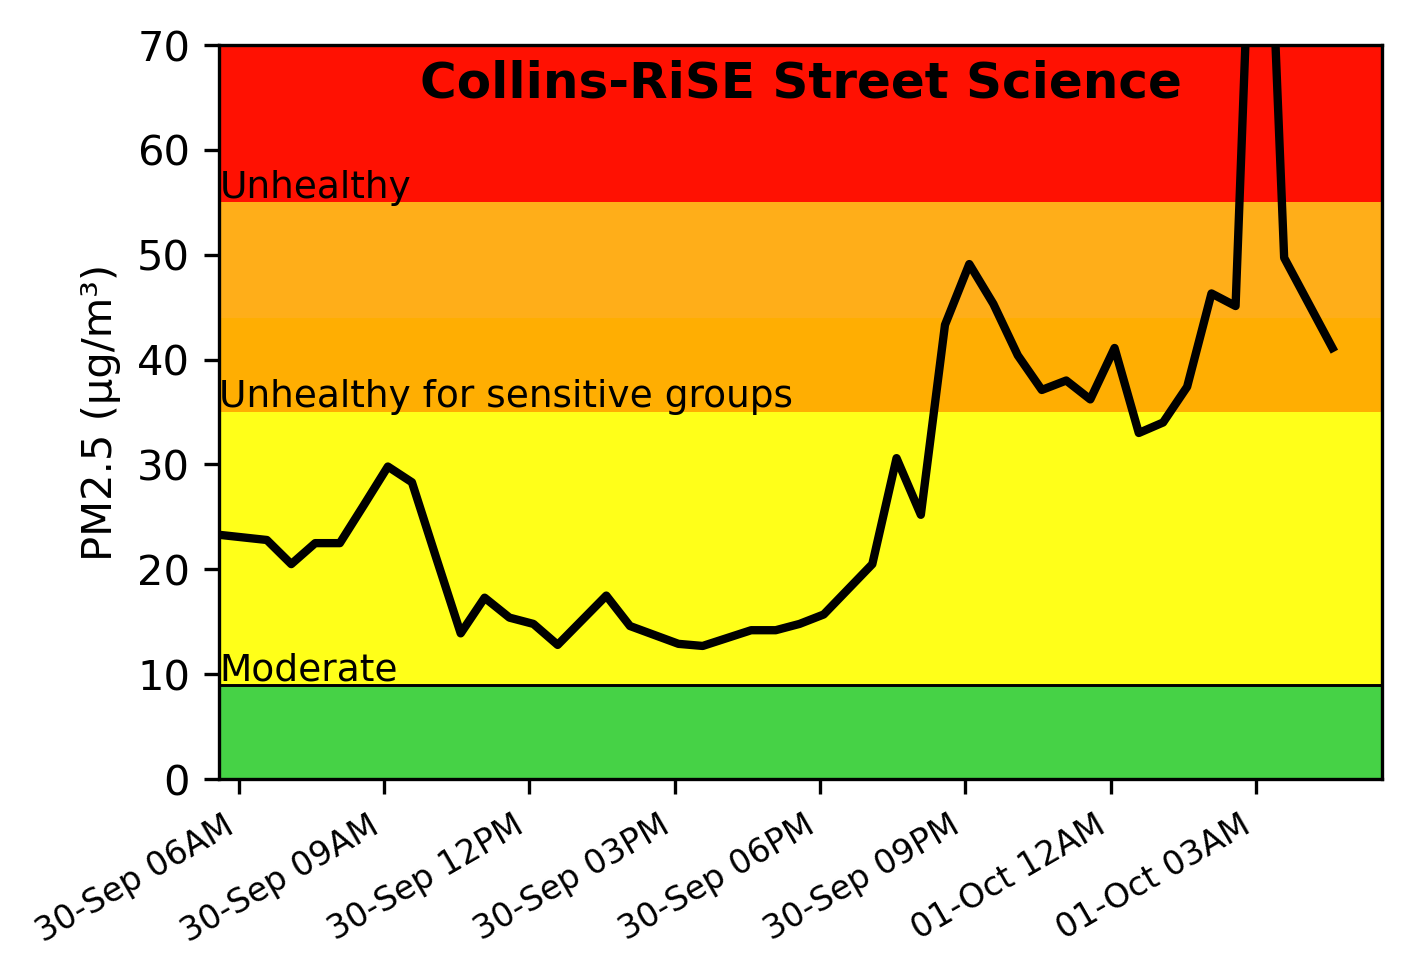 Collins-RiSE Street Science
70
60
50
40
30
20
10
0
PM2.5 (µg/m³)
Unhealthy
Unhealthy for sensitive groups
Moderate
30-Sep 06AM
30-Sep 09AM
30-Sep 12PM
30-Sep 03PM
30-Sep 06PM
30-Sep 09PM
01-Oct 12AM
01-Oct 03AM